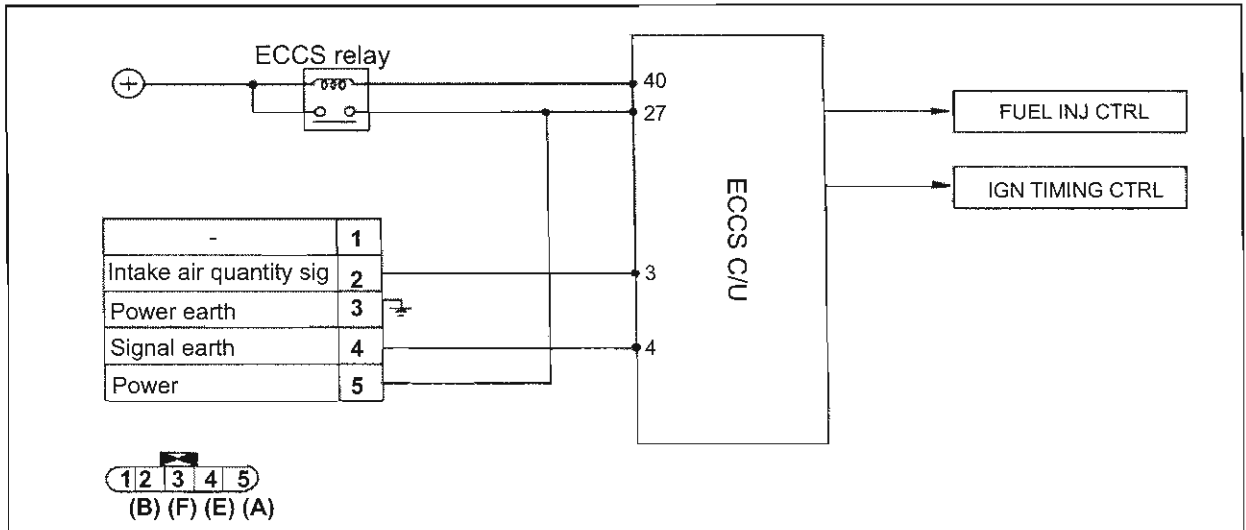 ECCS relay
+
40
27
FUEL INJ CTRL
IGN TIMING CTRL
ECCS C/U
- 1
Intake air quantity sig 2
3
Power earth 3
Signal earth 4
4
Power 5
1 2 3 4 5
(B) (F) (E) (A)